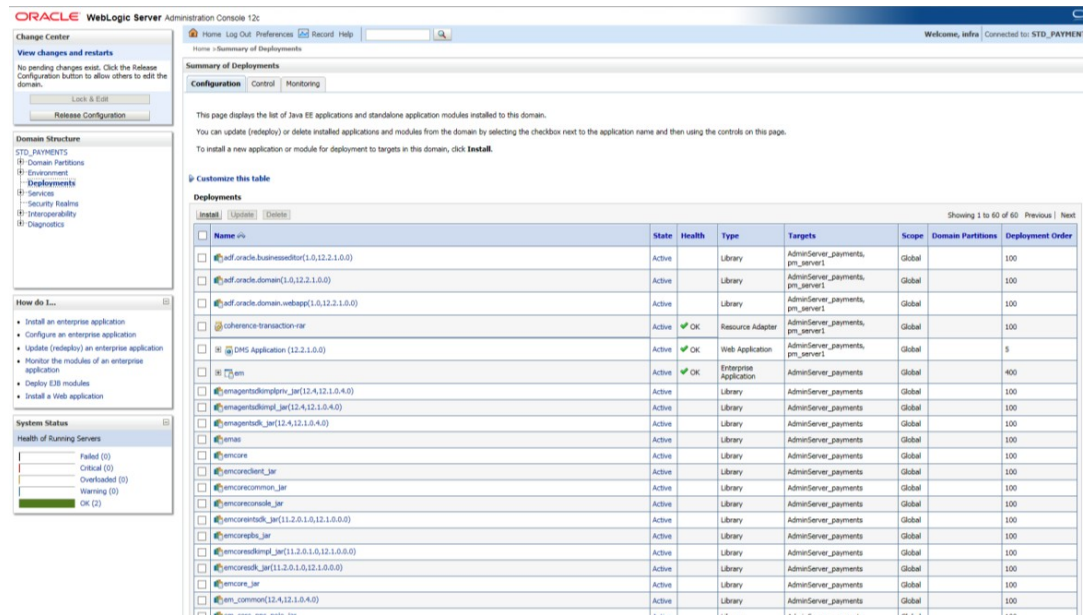 ORACLE WebLogic Server Administration Console 12c
Change Center
View changes and restarts
No pending changes exist. Click the Release
Configuration button to allow others to edit the
domain.
Lock & Edit
Release Configuration
Domain Structure
STD_PAYMENTS
Domain Partitions
Environment
Deployments
Services
Security Realms
Interoperability
Diagnostics
How do I...
Install an enterprise application
Configure an enterprise application
Update (redeploy) an enterprise application
Monitor the modules of an enterprise
application
Deploy EJB modules
Install a Web application
System Status
Health of Running Servers
Failed (0)
Critical (0)
Overloaded (0)
Warning (0)
OK (2)
Home Log Out Preferences Record Help
Welcome, infra Connected to: STD_PAYMEN
Home >Summary of Deployments
Summary of Deployments
Configuration Control Monitoring
This page displays the list of Java EE applications and standalone application modules installed to this domain.
You can update (redeploy) or delete installed applications and modules from the domain by selecting the checkbox next to the application name and then using the controls on this page.
To install a new application or module for deployment to targets in this domain, click Install.
Customize this table
Deployments
Install Update Delete Showing 1 to 60 of 60 Previous | Next
Name State Health Type Targets Scope Domain Partitions Deployment Order
adf.oracle.businesseditor(1.0,12.2.1.0.0) Active Library AdminServer_payments, pm_server1 Global 100
adf.oracle.domain(1.0,12.2.1.0.0) Active Library AdminServer_payments, pm_server1 Global 100
adf.oracle.domain.webapp(1.0,12.2.1.0.0) Active Library AdminServer_payments, pm_server1 Global 100
coherence-transaction-rar Active OK Resource Adapter AdminServer_payments, pm_server1 Global 100
DMS Application (12.2.1.0.0) Active OK Web Application AdminServer_payments, pm_server1 Global 5
em Active OK Enterprise Application AdminServer_payments Global 400
emagentsdkimplpriv_jar(12.4,12.1.0.4.0) Active Library AdminServer_payments Global 100
emagentsdkimpl_jar(12.4,12.1.0.4.0) Active Library AdminServer_payments Global 100
emagentsdk_jar(12.4,12.1.0.4.0) Active Library AdminServer_payments Global 100
emas Active Library AdminServer_payments Global 100
emcore Active Library AdminServer_payments Global 100
emcoreclient_jar Active Library AdminServer_payments Global 100
emcorecommon_jar Active Library AdminServer_payments Global 100
emcoreconsole_jar Active Library AdminServer_payments Global 100
emcoreintsdk_jar(11.2.0.1.0,12.1.0.0.0) Active Library AdminServer_payments Global 100
emcorepbs_jar Active Library AdminServer_payments Global 100
emcoresdkimpl_jar(11.2.0.1.0,12.1.0.0.0) Active Library AdminServer_payments Global 100
emcoresdk_jar(11.2.0.1.0,12.1.0.0.0) Active Library AdminServer_payments Global 100
emcore_jar Active Library AdminServer_payments Global 100
em_common(12.4,12.1.0.4.0) Active Library AdminServer_payments Global 100